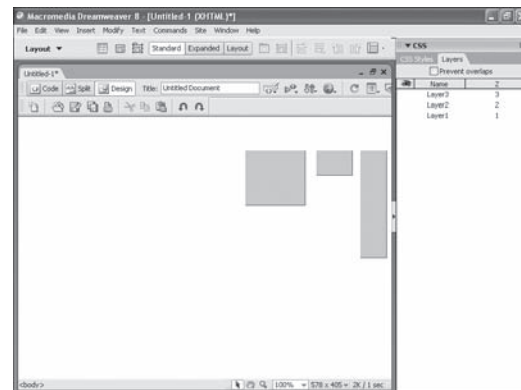 Macromedia Dreamweaver 8 - [Untitled-1 (XHTML)*]
File Edit View Insert Modify Text Commands Site Window Help
Layout Standard Expanded Layout
CSS
CSS Styles Layers
Prevent overlaps
Name Z
Layer3 3
Layer2 2
Layer1 1
Untitled-1*
Code Split Design Title: Untitled Document
<body> 100% 578 x 405 2K / 1 sec